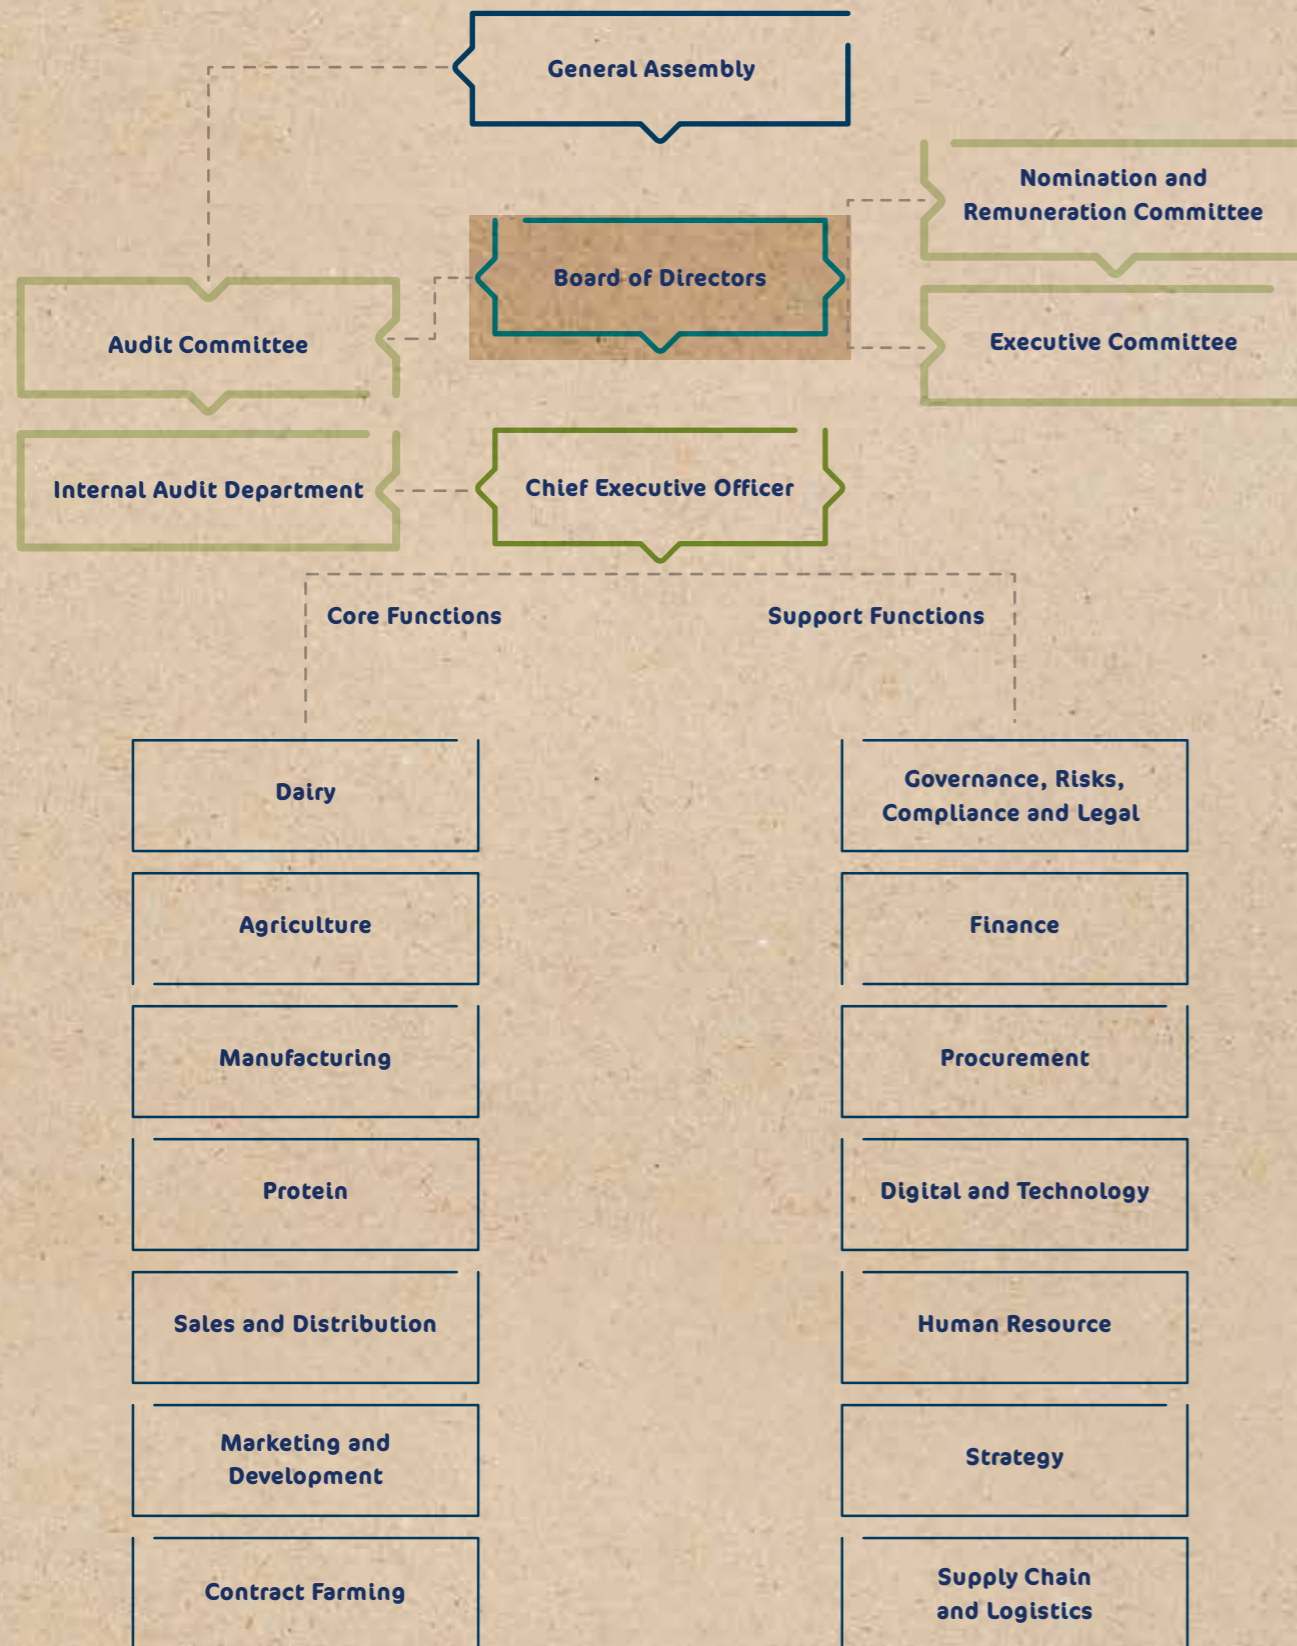 General Assembly
Nomination and
Remuneration Committee
Board of Directors
Audit Committee
Executive Committee
Internal Audit Department
Chief Executive Officer
Core Functions
Support Functions
Dairy
Governance, Risks,
Compliance and Legal
Agriculture
Finance
Manufacturing
Procurement
Protein
Digital and Technology
Sales and Distribution
Human Resource
Marketing and
Development
Strategy
Contract Farming
Supply Chain
and Logistics